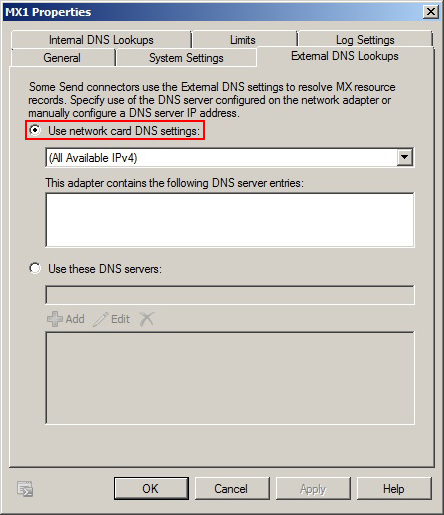 MX1 Properties
Internal DNS Lookups Limits Log Settings
General System Settings External DNS Lookups
Some Send connectors use the External DNS settings to resolve MX resource
records. Specify use of the DNS server configured on the network adapter or
manually configure a DNS server IP address.
Use network card DNS settings:
(All Available IPv4)
This adapter contains the following DNS server entries:
Use these DNS servers:
Add Edit
OK Cancel Apply Help